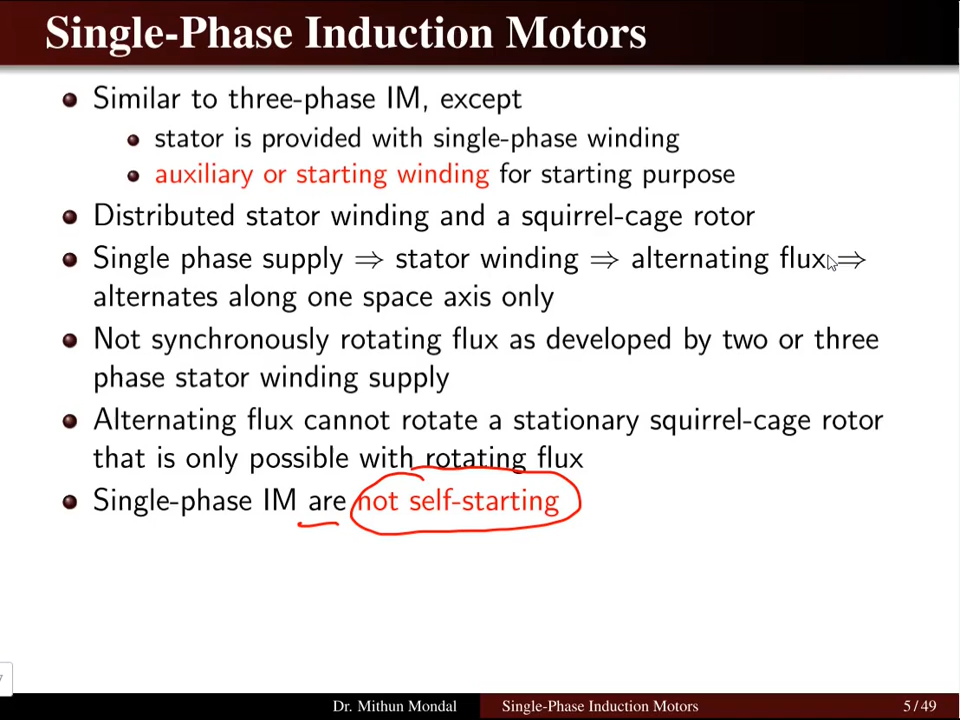 Single-Phase Induction Motors
Similar to three-phase IM, except
stator is provided with single-phase winding
auxiliary or starting winding for starting purpose
Distributed stator winding and a squirrel-cage rotor
Single phase supply ⇒ stator winding ⇒ alternating flux ⇒
alternates along one space axis only
Not synchronously rotating flux as developed by two or three
phase stator winding supply
Alternating flux cannot rotate a stationary squirrel-cage rotor
that is only possible with rotating flux
Single-phase IM are not self-starting
Dr. Mithun Mondal Single-Phase Induction Motors 5 / 49